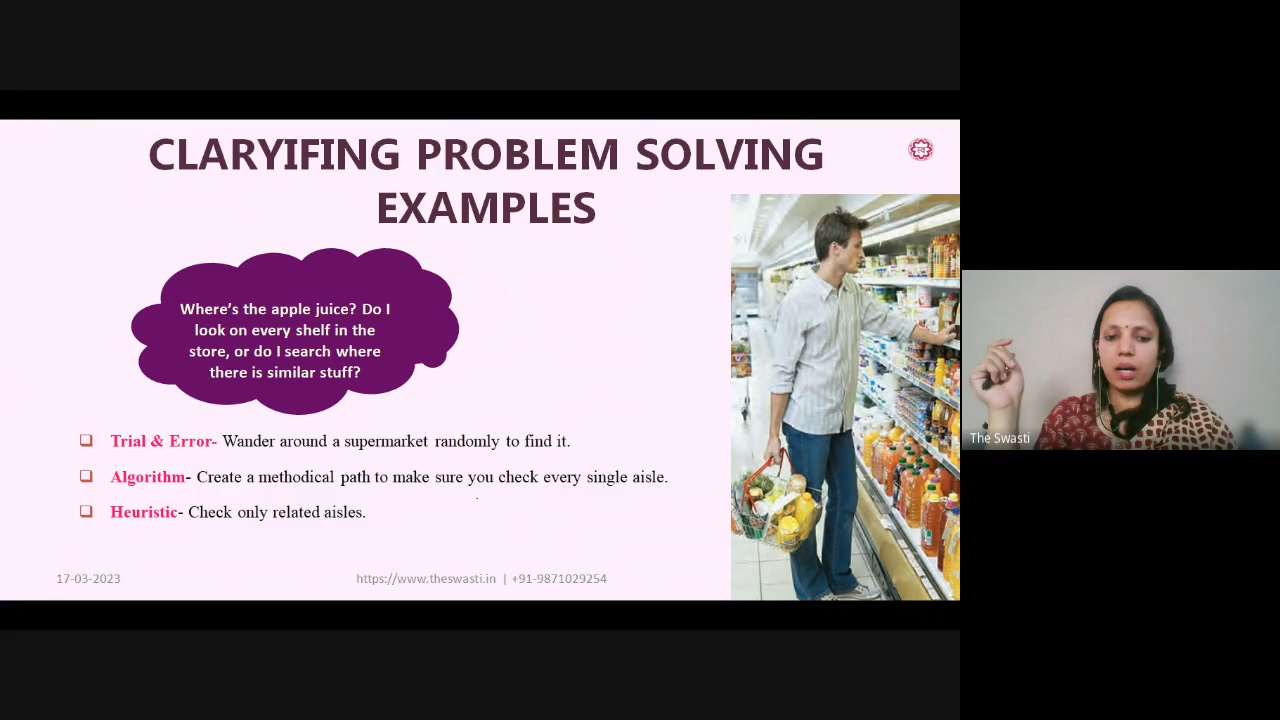 CLARYIFING PROBLEM SOLVING
EXAMPLES
Where's the apple juice? Do I
look on every shelf in the
store, or do I search where
there is similar stuff?
❑ Trial & Error- Wander around a supermarket randomly to find it.
❑ Algorithm- Create a methodical path to make sure you check every single aisle.
❑ Heuristic- Check only related aisles.
17-03-2023
https://www.theswasti.in | +91-9871029254
The Swasti